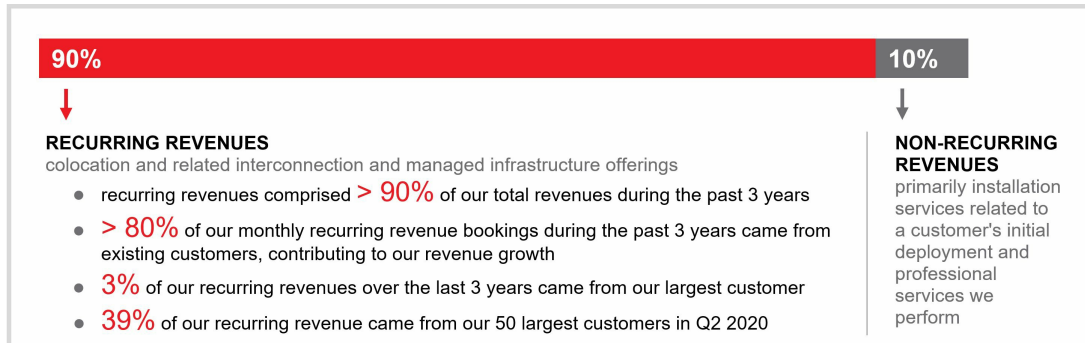 90%
10%
RECURRING REVENUES
colocation and related interconnection and managed infrastructure offerings
● recurring revenues comprised > 90% of our total revenues during the past 3 years
● > 80% of our monthly recurring revenue bookings during the past 3 years came from
existing customers, contributing to our revenue growth
● 3% of our recurring revenues over the last 3 years came from our largest customer
● 39% of our recurring revenue came from our 50 largest customers in Q2 2020
NON-RECURRING
REVENUES
primarily installation
services related to
a customer's initial
deployment and
professional
services we
perform